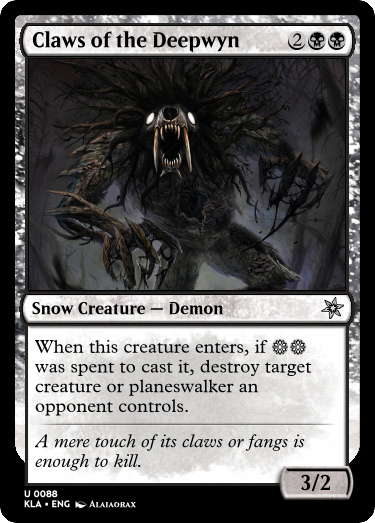 Claws of the Deepwyn 2
Snow Creature — Demon
When this creature enters, if
was spent to cast it, destroy target
creature or planeswalker an
opponent controls.
A mere touch of its claws or fangs is
enough to kill.
3/2
U 0088
KLA • ENG Alaiaorax